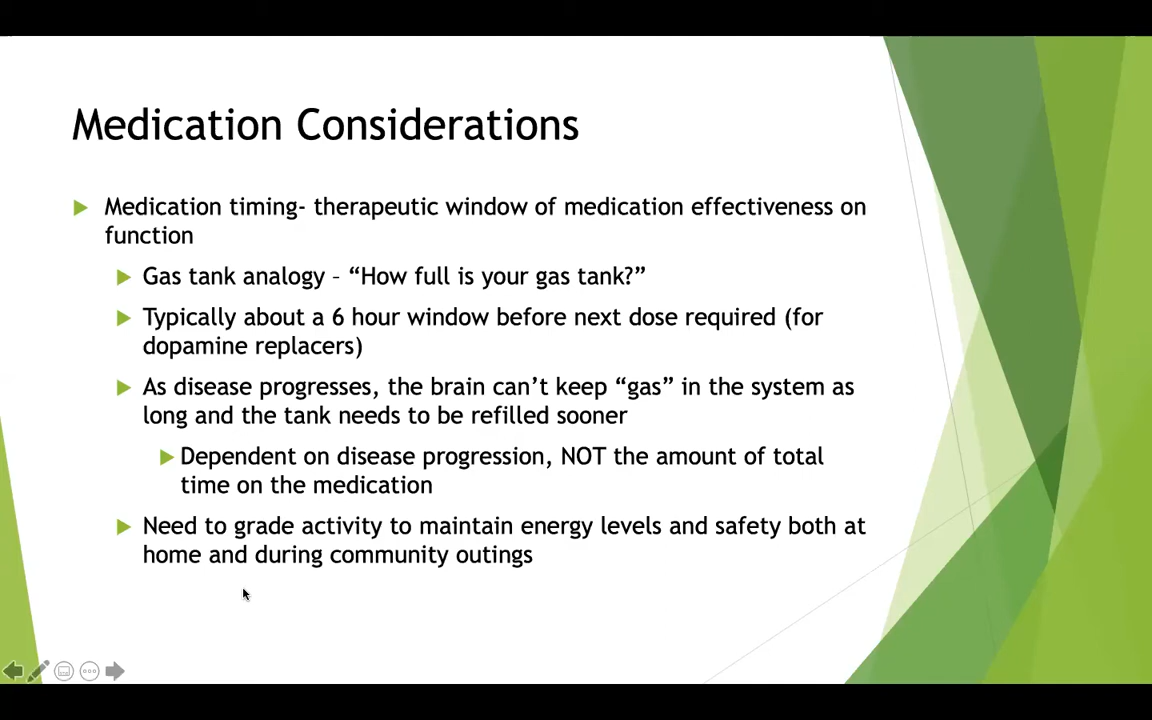 Medication Considerations
Medication timing- therapeutic window of medication effectiveness on
function
Gas tank analogy – “How full is your gas tank?”
Typically about a 6 hour window before next dose required (for
dopamine replacers)
As disease progresses, the brain can’t keep “gas” in the system as
long and the tank needs to be refilled sooner
Dependent on disease progression, NOT the amount of total
time on the medication
Need to grade activity to maintain energy levels and safety both at
home and during community outings